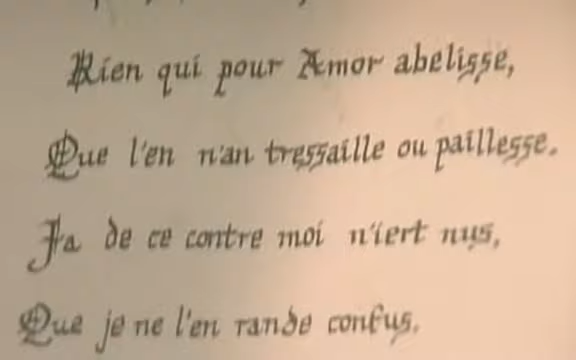 Rien qui pour Amor abelisse,
Que l'en n'an tressaille ou paillesse.
Ja de ce contre moi n'iert nus,
Que je ne l'en rande confus.